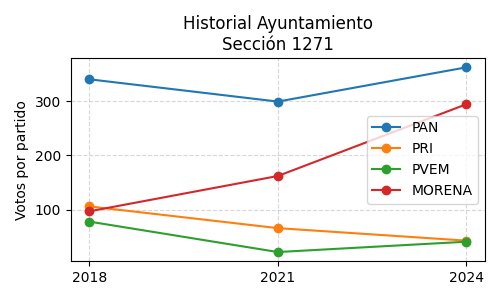 Historial Ayuntamiento
Sección 1271
Votos por partido
300
200
100
PAN
PRI
PVEM
MORENA
2018
2021
2024